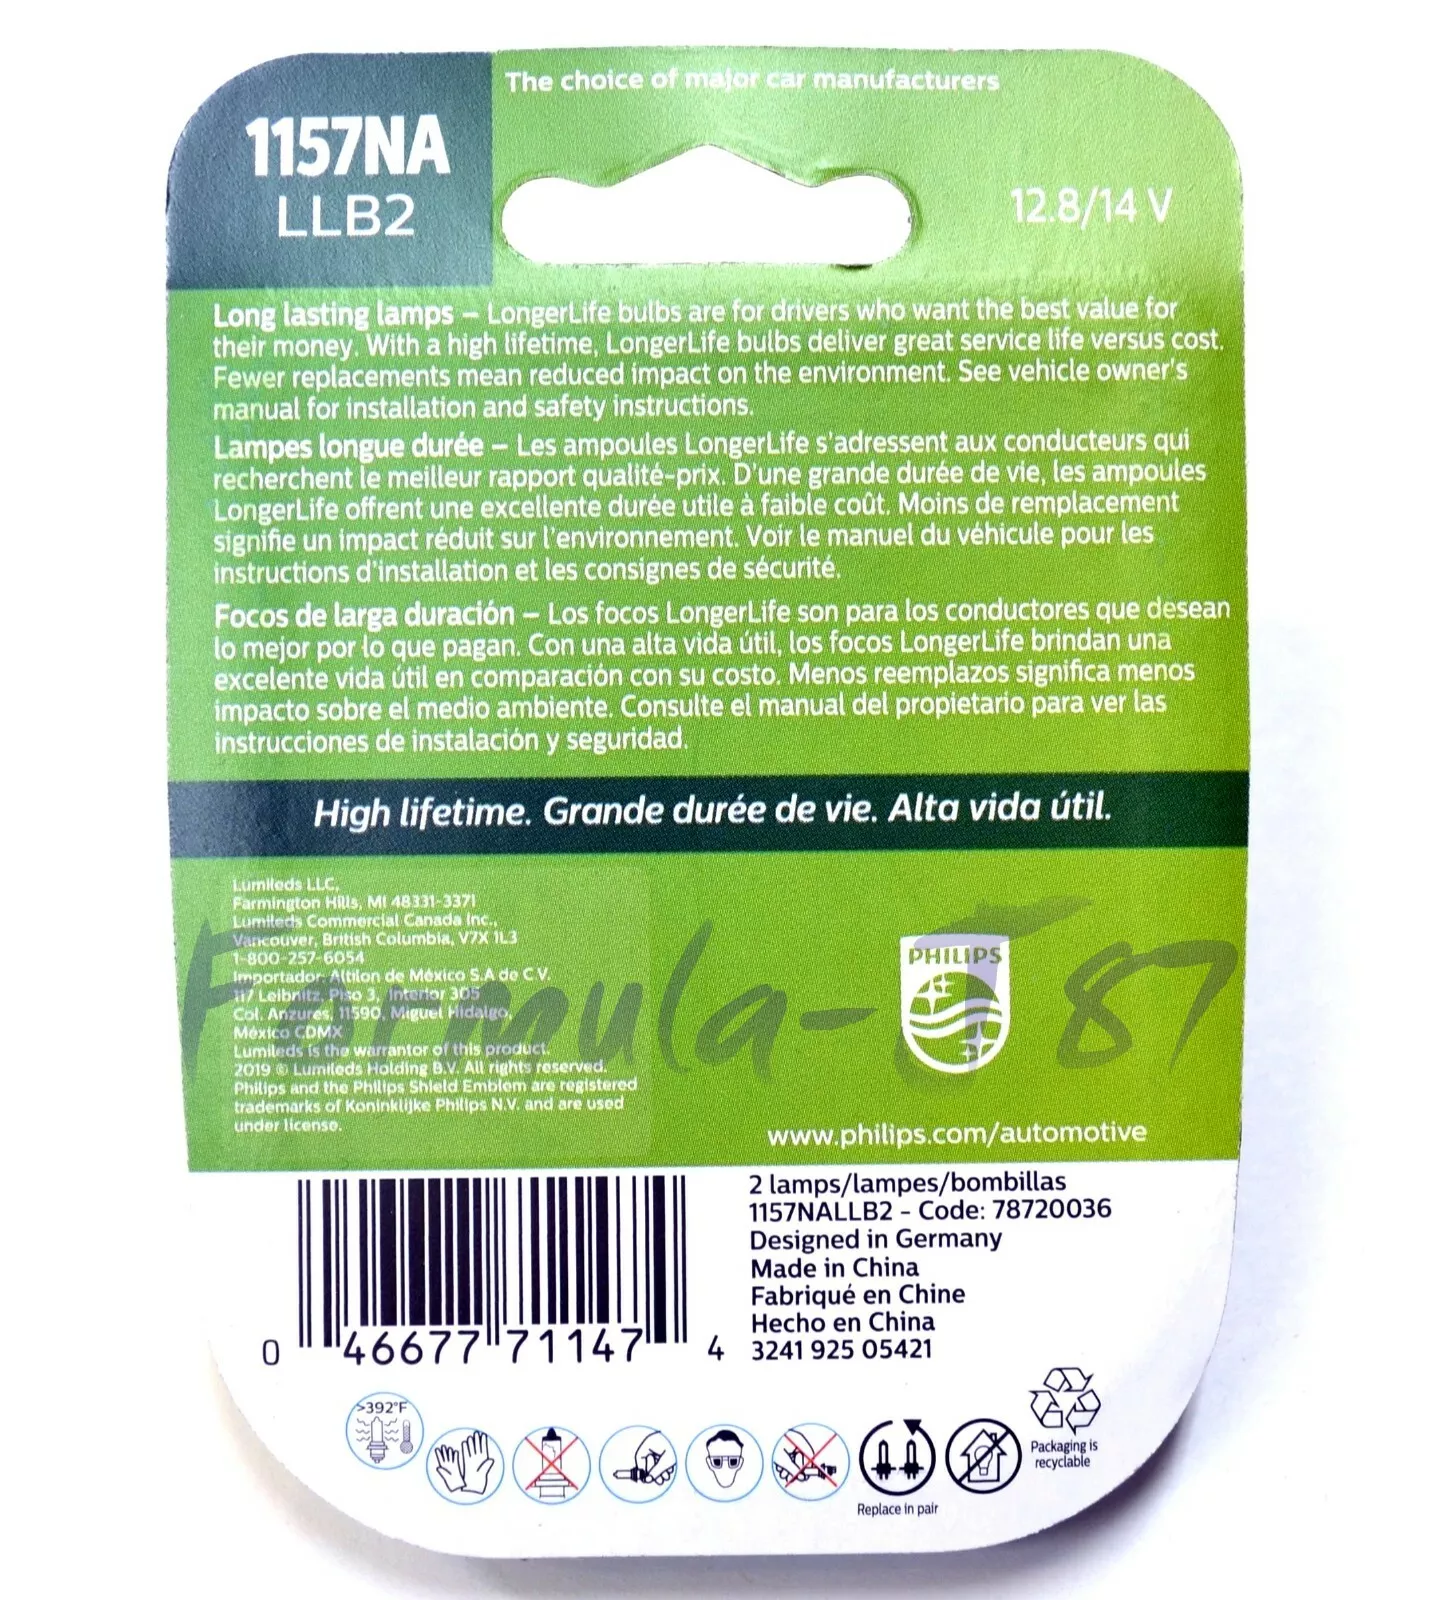 The choice of major car manufacturers
1157NA
LLB2
12.8/14 V
Long lasting lamps – LongerLife bulbs are for drivers who want the best value for
their money. With a high lifetime, LongerLife bulbs deliver great service life versus cost.
Fewer replacements mean reduced impact on the environment. See vehicle owner's
manual for installation and safety instructions.
Lampes longue durée – Les ampoules LongerLife s'adressent aux conducteurs qui
recherchent le meilleur rapport qualité-prix. D'une grande durée de vie, les ampoules
LongerLife offrent une excellente durée utile à faible coût. Moins de remplacement
signifie un impact réduit sur l'environnement. Voir le manuel du véhicule pour les
instructions d'installation et les consignes de sécurité.
Focos de larga duración – Los focos LongerLife son para los conductores que desean
lo mejor por lo que pagan. Con una alta vida útil, los focos LongerLife brindan una
excelente vida útil en comparación con su costo. Menos reemplazos significa menos
impacto sobre el medio ambiente. Consulte el manual del propietario para ver las
instrucciones de instalación y seguridad.
High lifetime. Grande durée de vie. Alta vida útil.
Lumileds LLC,
Farmington Hills, MI 48331-3371
Lumileds Commercial Canada Inc.,
Vancouver, British Columbia, V7X 1L3
1-800-257-6054
Importador: Altilon de México S.A de C.V.
117 Leibnitz, Piso 3, Interior 305
Col. Anzures, 11590, Miguel Hidalgo,
México CDMX
Lumileds is the warrantor of this product.
2019 © Lumileds Holding B.V. All rights reserved.
Philips and the Philips Shield Emblem are registered
trademarks of Koninklijke Philips N.V. and are used
under license.
Formula-J87
PHILIPS
www.philips.com/automotive
0 46677 71147 4
2 lamps/lampes/bombillas
1157NALLB2 - Code: 78720036
Designed in Germany
Made in China
Fabriqué en Chine
Hecho en China
3241 925 05421
>392°F
Replace in pair
Packaging is
recyclable